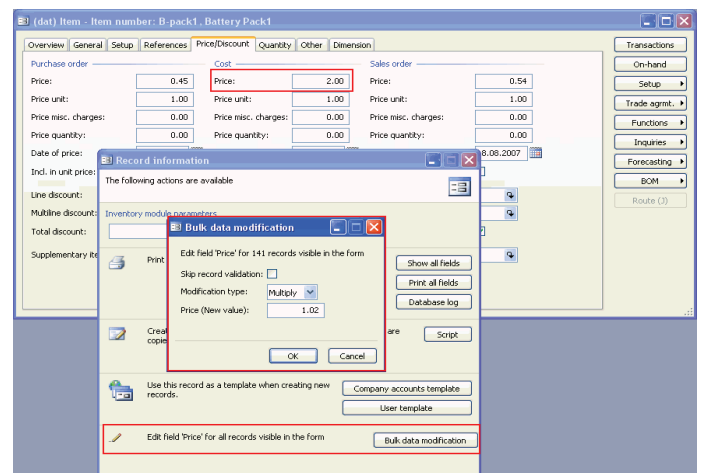 (dat) Item - Item number: B-pack1, Battery Pack1
Overview General Setup References Price/Discount Quantity Other Dimension
Transactions
On-hand
Setup
Trade agrmt.
Functions
Inquiries
Forecasting
BOM
Route (J)
Purchase order Cost Sales order
Price: 0.45 Price: 2.00 Price: 0.54
Price unit: 1.00 Price unit: 1.00 Price unit: 1.00
Price misc. charges: 0.00 Price misc. charges: 0.00 Price misc. charges: 0.00
Price quantity: 0.00 Price quantity: 0.00 Price quantity: 0.00
Date of price: 8.08.2007
Incl. in unit price:
Line discount:
Multiline discount:
Total discount:
Supplementary ite
Record information
The following actions are available
Inventory module parameters
Print
Show all fields
Print all fields
Database log
Creat are
copie
Script
Use this record as a template when creating new
records.
Company accounts template
User template
Edit field 'Price' for all records visible in the form
Bulk data modification
Bulk data modification
Edit field 'Price' for 141 records visible in the form
Skip record validation:
Modification type: Multiply
Price (New value): 1.02
OK Cancel